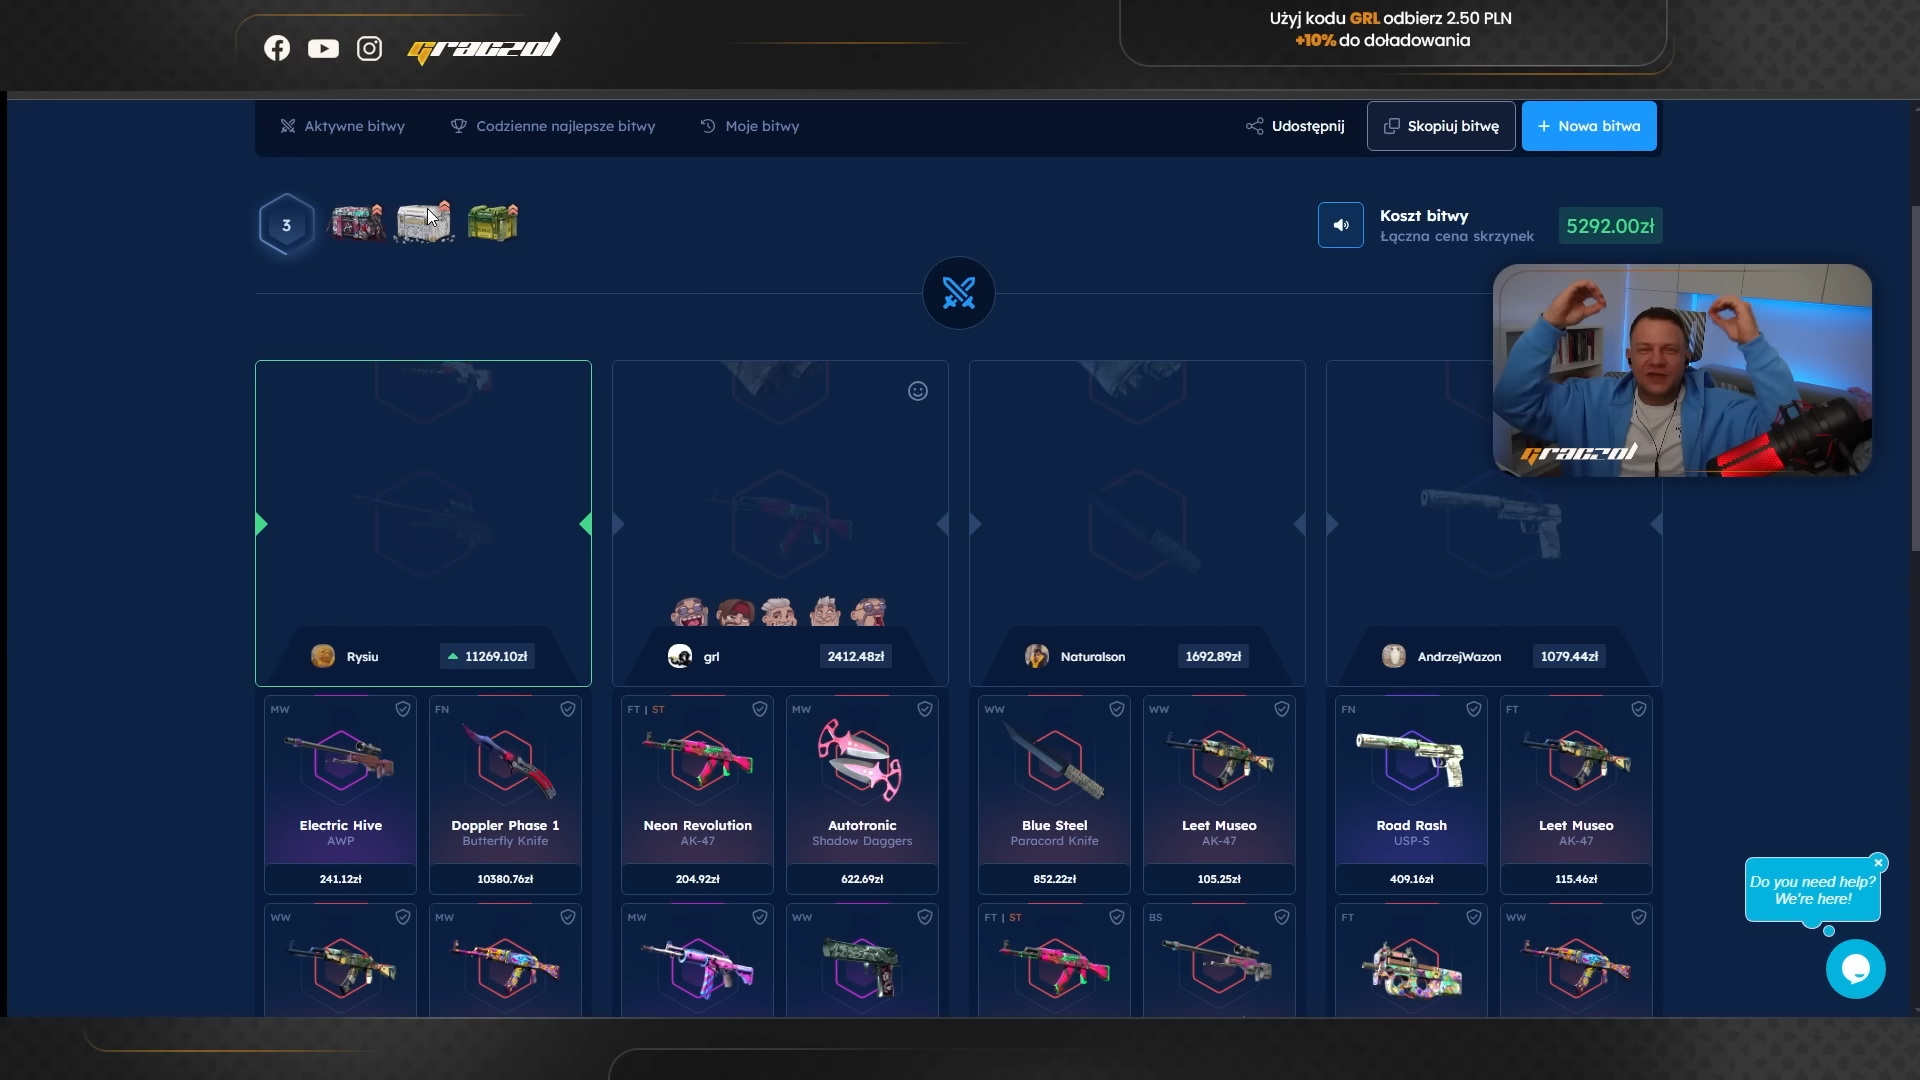 graczol
Użyj kodu GRL odbierz 2.50 PLN
+10% do doładowania
Aktywne bitwy
Codzienne najlepsze bitwy
Moje bitwy
Udostępnij
Skopiuj bitwę
+ Nowa bitwa
3
Koszt bitwy
Łączna cena skrzynek
5292.00zł
graczol
Rysiu
11269.10zł
grl
2412.48zł
Naturalson
1692.89zł
AndrzejWazon
1079.44zł
MW
Electric Hive
AWP
241.12zł
FN
Doppler Phase 1
Butterfly Knife
10380.76zł
FT | ST
Neon Revolution
AK-47
204.92zł
MW
Autotronic
Shadow Daggers
622.69zł
WW
Blue Steel
Paracord Knife
852.22zł
WW
Leet Museo
AK-47
105.25zł
FN
Road Rash
USP-S
409.16zł
FT
Leet Museo
AK-47
115.46zł
WW
MW
MW
WW
FT | ST
BS
FT
WW
Do you need help?
We're here!